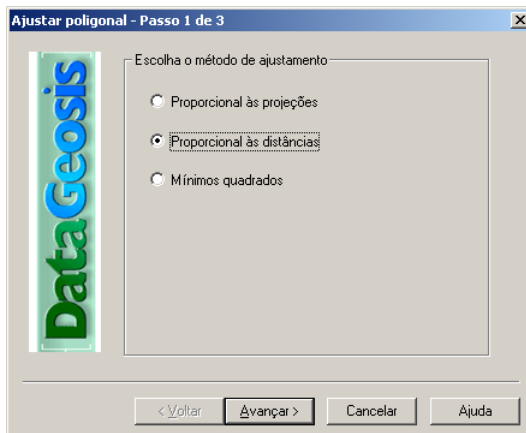 Ajustar poligonal - Passo 1 de 3
DataGeosis
Escolha o método de ajustamento
Proporcional às projeções
Proporcional às distâncias
Mínimos quadrados
< Voltar
Avançar >
Cancelar
Ajuda